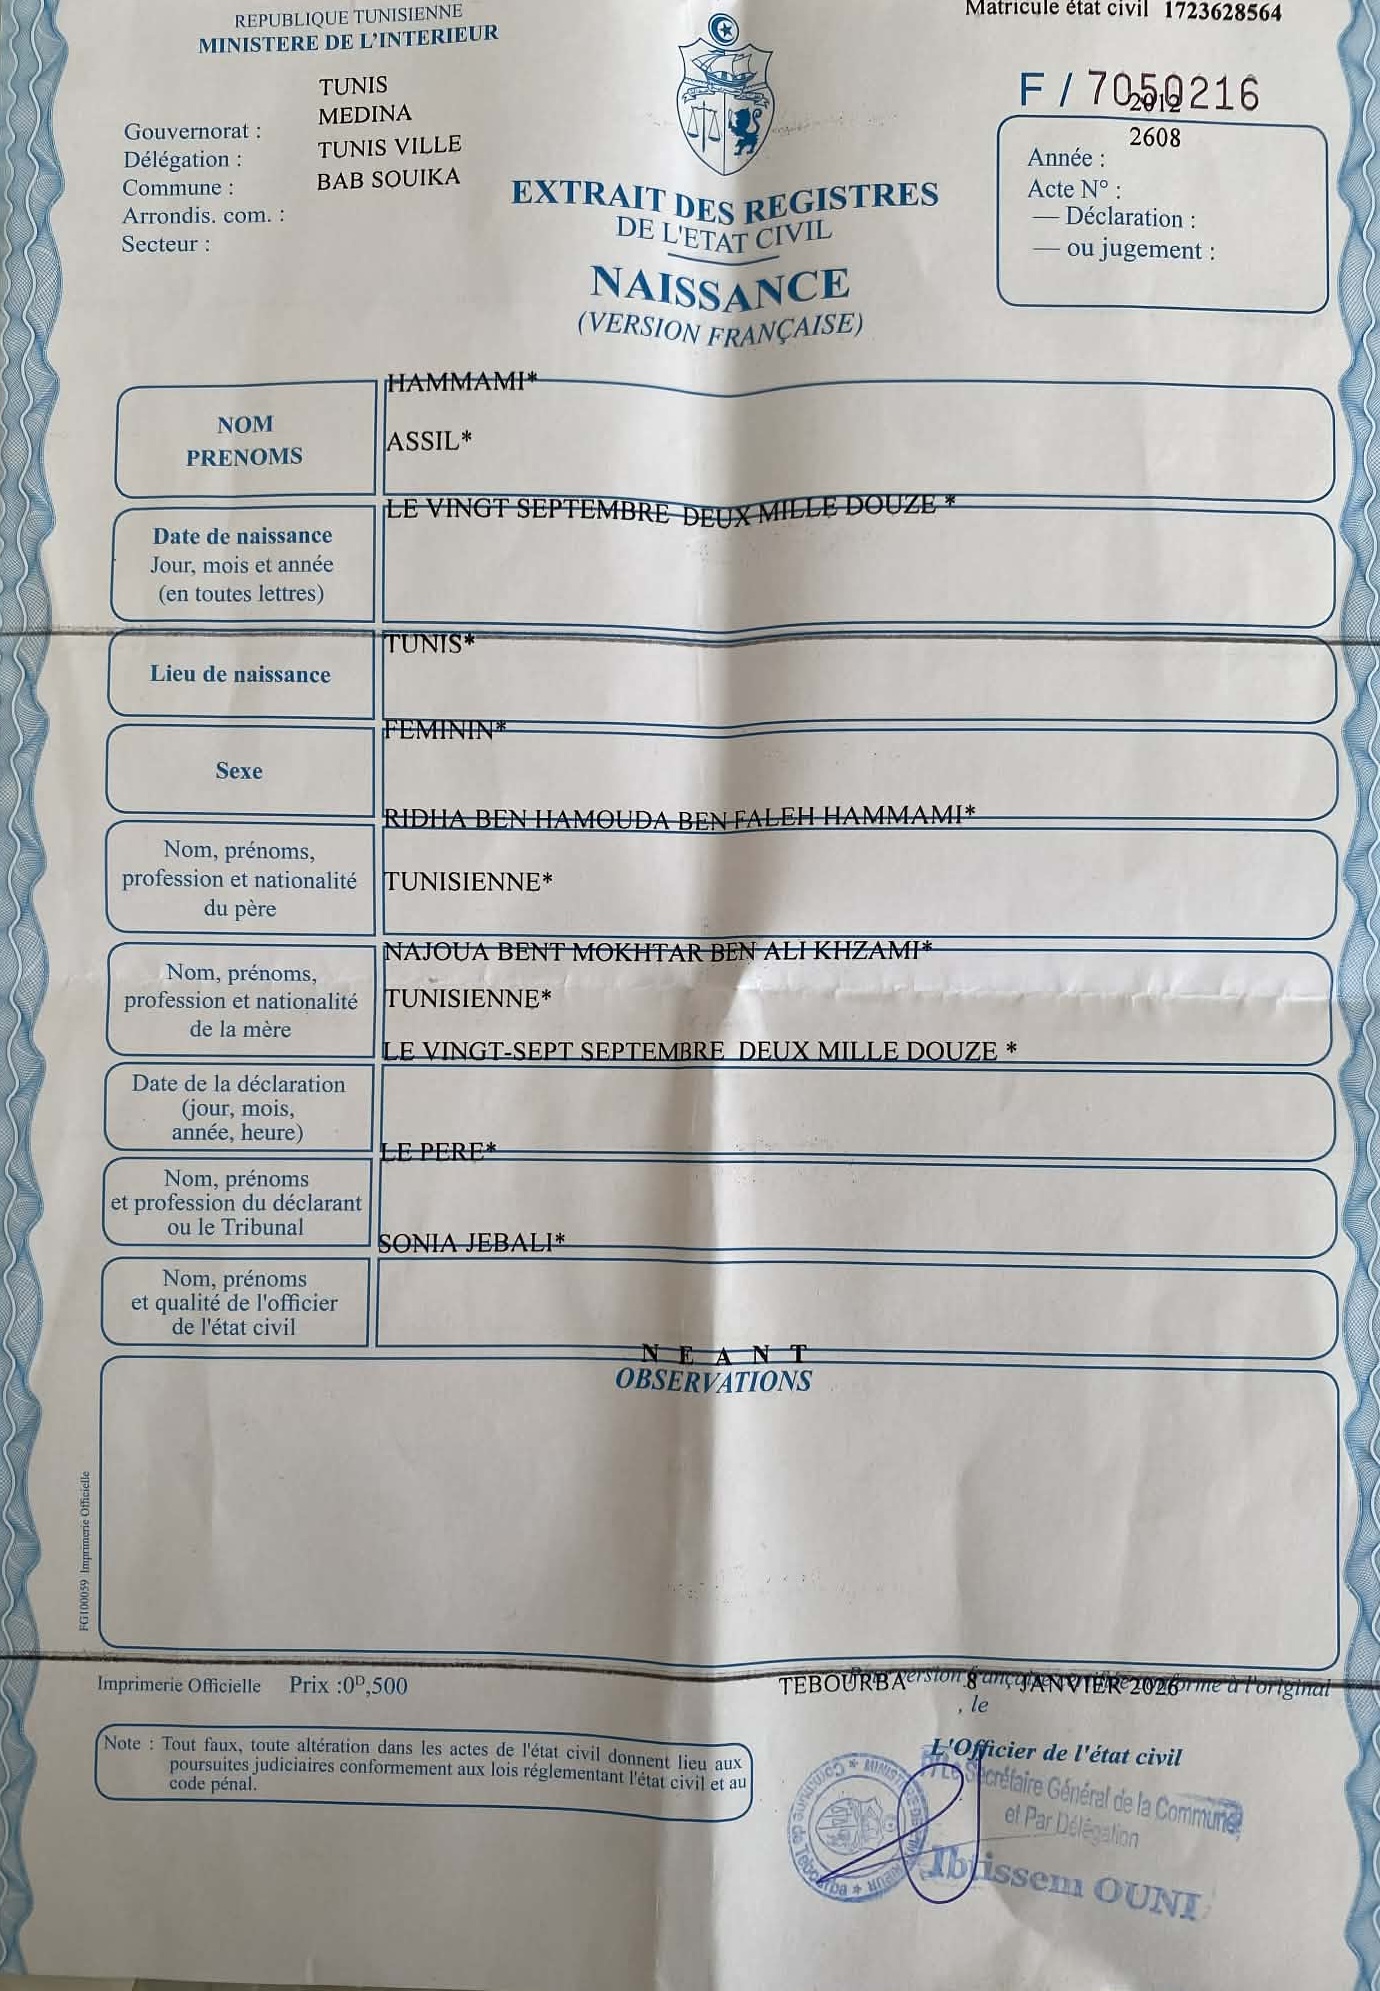 REPUBLIQUE TUNISIENNE
MINISTERE DE L'INTERIEUR
Matricule état civil 1723628564
F / 7050216
TUNIS
MEDINA
TUNIS VILLE
BAB SOUIKA
Gouvernorat :
Délégation :
Commune :
Arrondis. com. :
Secteur :
2012
2608
Année :
Acte N° :
— Déclaration :
— ou jugement :
EXTRAIT DES REGISTRES
DE L'ETAT CIVIL
NAISSANCE
(VERSION FRANÇAISE)
NOM
PRENOMS
HAMMAMI*
ASSIL*
Date de naissance
Jour, mois et année
(en toutes lettres)
LE VINGT SEPTEMBRE DEUX MILLE DOUZE *
Lieu de naissance
TUNIS*
Sexe
FEMININ*
Nom, prénoms,
profession et nationalité
du père
RIDHA BEN HAMOUDA BEN FALEH HAMMAMI*
TUNISIENNE*
Nom, prénoms,
profession et nationalité
de la mère
NAJOUA BENT MOKHTAR BEN ALI KHZAMI*
TUNISIENNE*
Date de la déclaration
(jour, mois,
année, heure)
LE VINGT-SEPT SEPTEMBRE DEUX MILLE DOUZE *
Nom, prénoms
et profession du déclarant
ou le Tribunal
LE PERE*
Nom, prénoms
et qualité de l'officier
de l'état civil
SONIA JEBALI*
N E A N T
OBSERVATIONS
FG100059 Imprimerie Officielle
Imprimerie Officielle Prix :0ᴰ,500
version française conforme à l'original
TEBOURBA 8 JANVIER 2026
, le
Note : Tout faux, toute altération dans les actes de l'état civil donnent lieu aux
poursuites judiciaires conformement aux lois réglementant l'état civil et au
code pénal.
L'Officier de l'état civil
Le Secrétaire Général de la Commune
et Par Délégation
Ibtissem OUNI
Commune de Tebourba